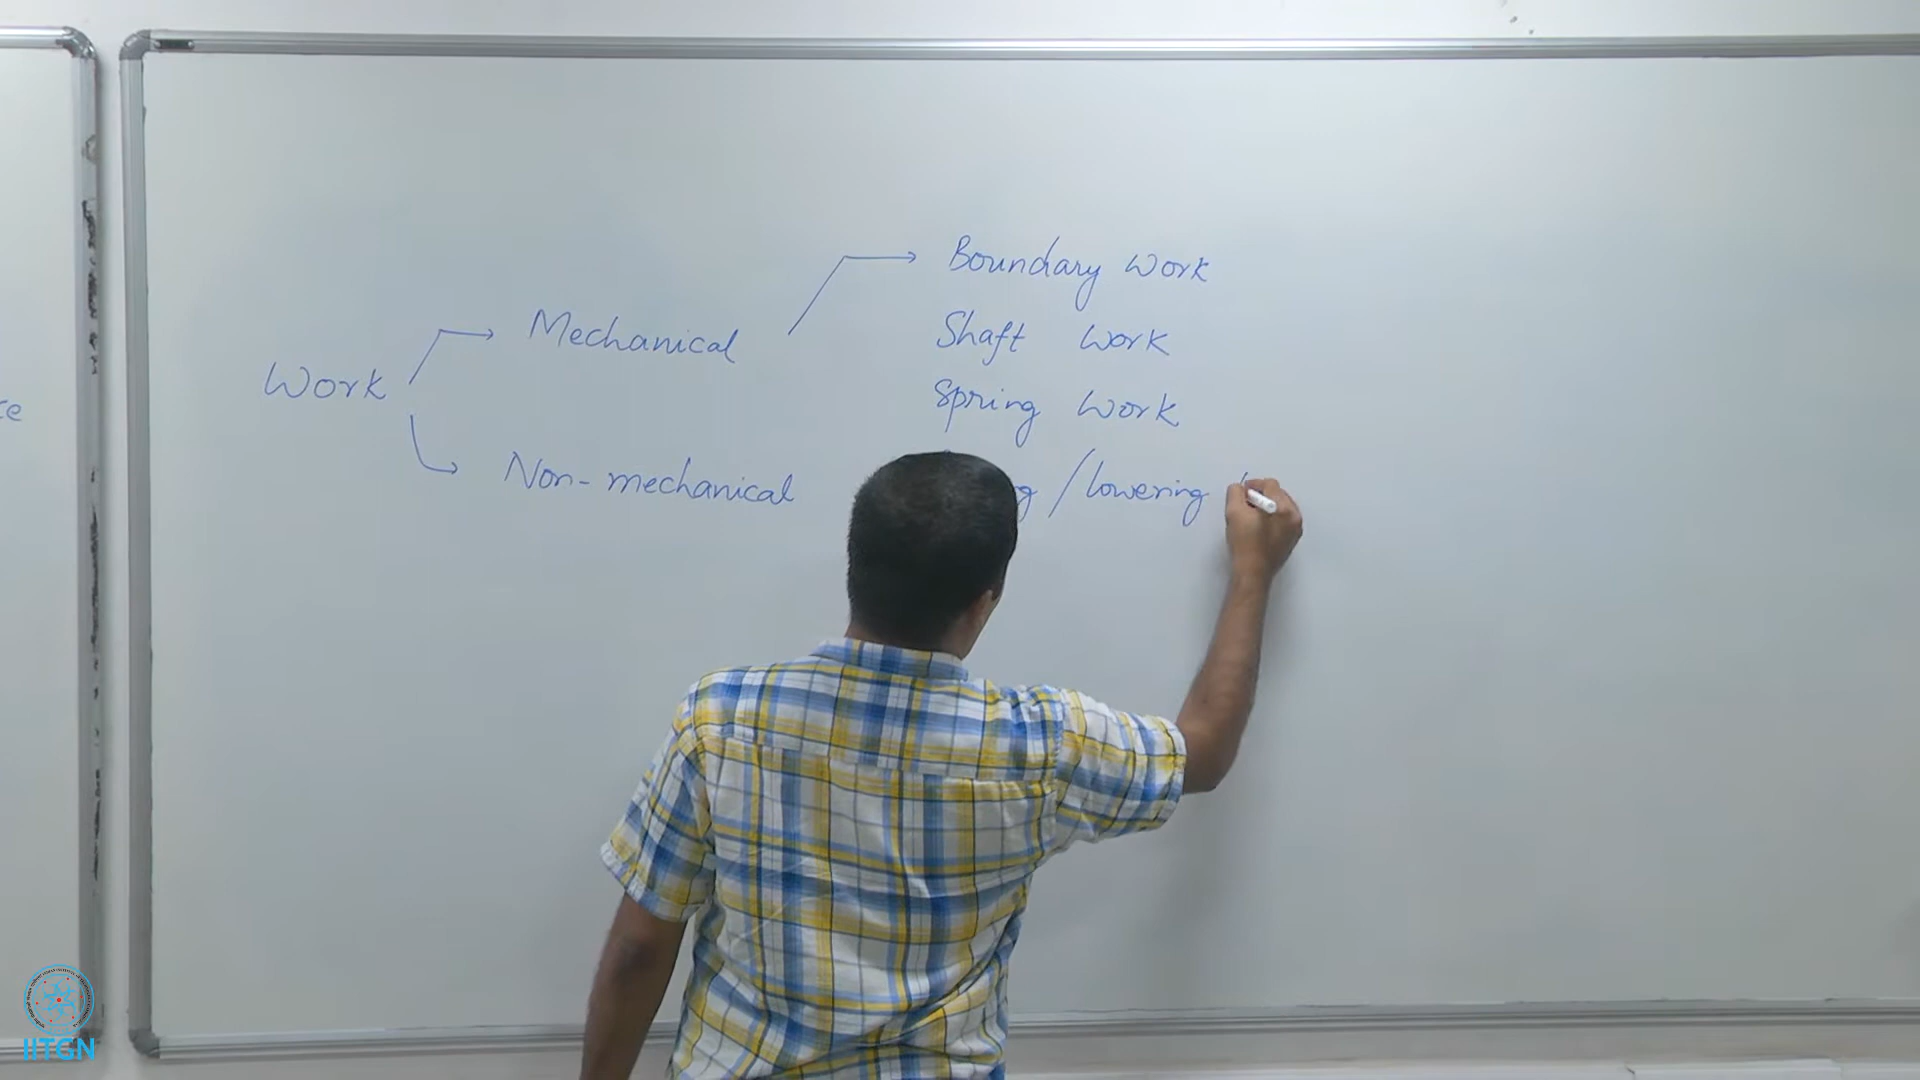 Boundary Work
Mechanical
Shaft Work
Work
Spring Work
Non-mechanical
/lowering
IITGN